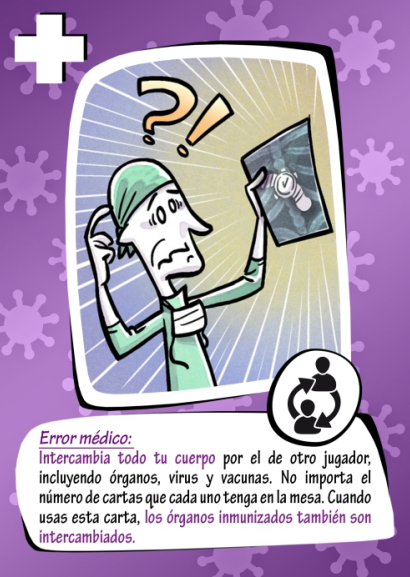 ?!
Error médico:
Intercambia todo tu cuerpo por el de otro jugador,
incluyendo órganos, virus y vacunas. No importa el
número de cartas que cada uno tenga en la mesa. Cuando
usas esta carta, los órganos inmunizados también son
intercambiados.